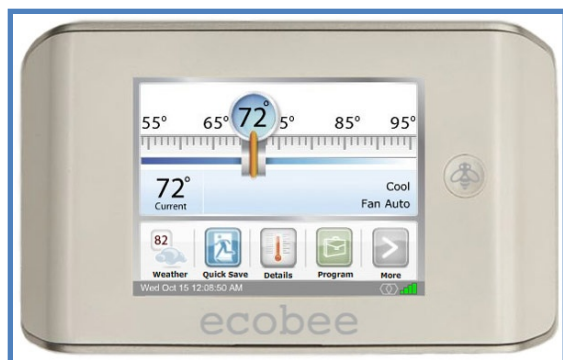 55° 65° 72° 5° 85° 95°
72°
Current
Cool
Fan Auto
82
Weather Quick Save Details Program More
Wed Oct 15 12:08:50 AM
ecobee